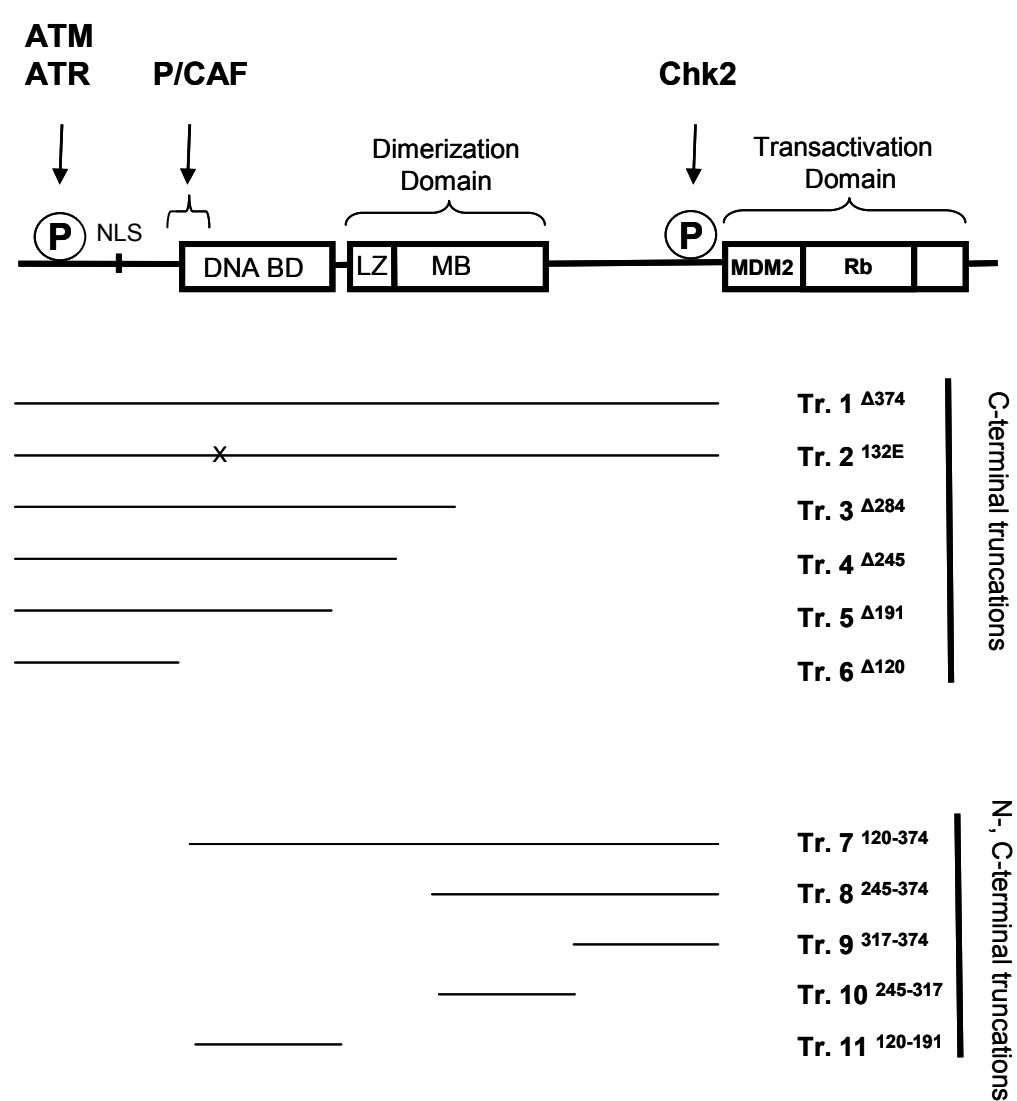 ATM
ATR
P/CAF
Chk2
Dimerization
Domain
Transactivation
Domain
P
NLS
P
DNA BD
LZ
MB
MDM2
Rb
Tr. 1 Δ374
x
Tr. 2 132E
Tr. 3 Δ284
Tr. 4 Δ245
Tr. 5 Δ191
Tr. 6 Δ120
C-terminal truncations
Tr. 7 120-374
Tr. 8 245-374
Tr. 9 317-374
Tr. 10 245-317
Tr. 11 120-191
N-, C-terminal truncations